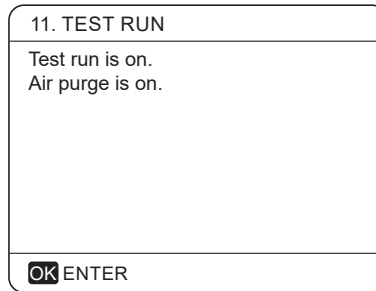 11. TEST RUN
Test run is on.
Air purge is on.
OK ENTER